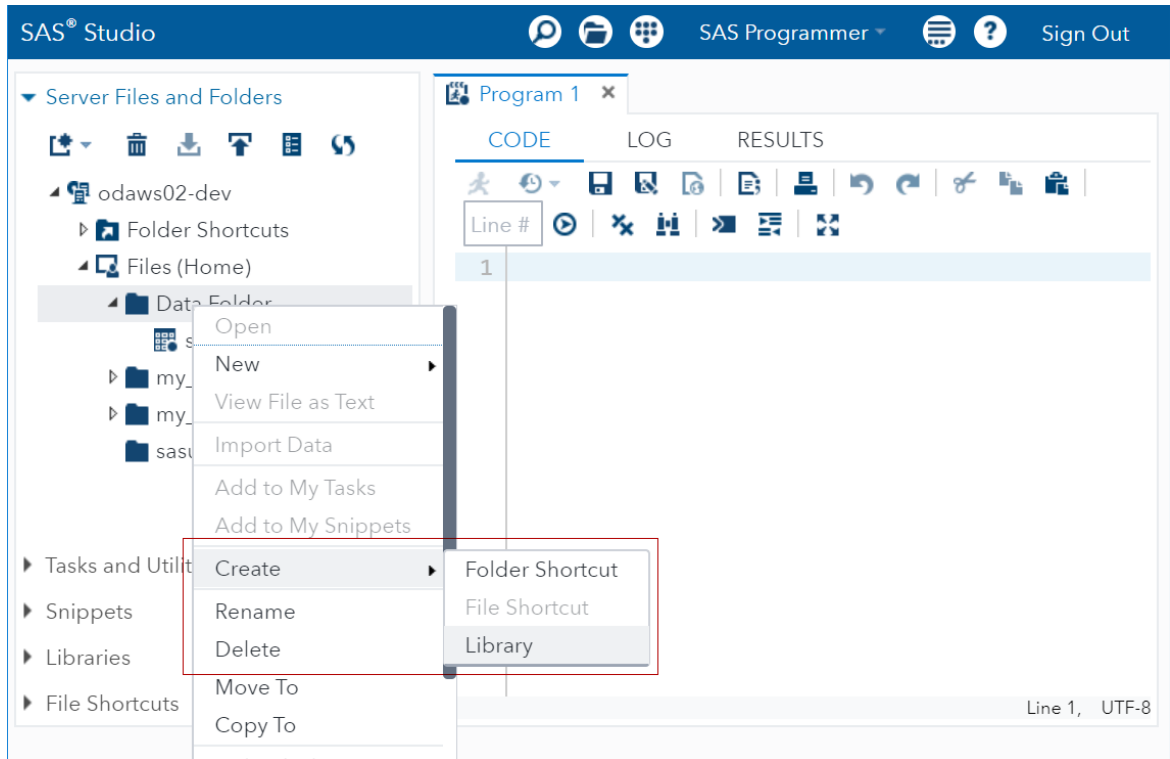 SAS® Studio
SAS Programmer
Sign Out
Server Files and Folders
odaws02-dev
Folder Shortcuts
Files (Home)
Data Folder
my_
my_
Tasks and Utilit
Snippets
Libraries
File Shortcuts
Open
New
View File as Text
Import Data
Add to My Tasks
Add to My Snippets
Create
Rename
Delete
Move To
Copy To
Folder Shortcut
File Shortcut
Library
Program 1
CODE LOG RESULTS
Line #
1
Line 1, UTF-8